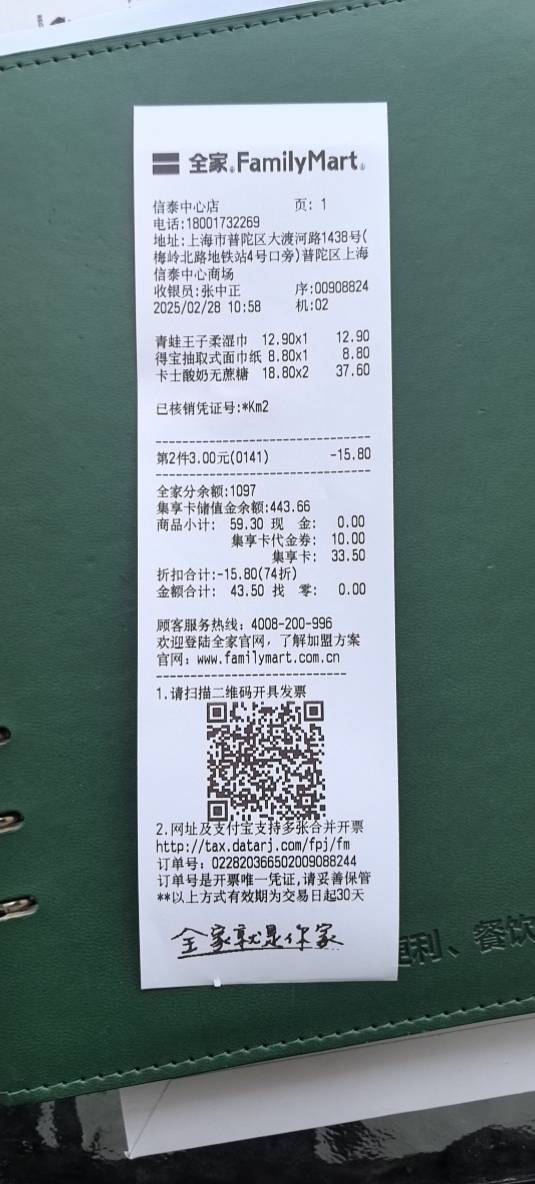 全家®FamilyMart®
信泰中心店 页: 1
电话:18001732269
地址:上海市普陀区大渡河路1438号(
梅岭北路地铁站4号口旁)普陀区上海
信泰中心商场
收银员:张中正 序:00908824
2025/02/28 10:58 机:02
青蛙王子柔湿巾 12.90x1 12.90
得宝抽取式面巾纸 8.80x1 8.80
卡士酸奶无蔗糖 18.80x2 37.60
已核销凭证号:*Km2
第2件3.00元(0141) -15.80
全家分余额:1097
集享卡储值金余额:443.66
商品小计: 59.30 现 金: 0.00
集享卡代金券: 10.00
集享卡: 33.50
折扣合计:-15.80(74折)
金额合计: 43.50 找 零: 0.00
顾客服务热线: 4008-200-996
欢迎登陆全家官网，了解加盟方案
官网: www.familymart.com.cn
1.请扫描二维码开具发票
2.网址及支付宝支持多张合并开票
http://tax.datarj.com/fpj/fm
订单号: 022820366502009088244
订单号是开票唯一凭证,请妥善保管
**以上方式有效期为交易日起30天
全家就是你家
便利、餐饮